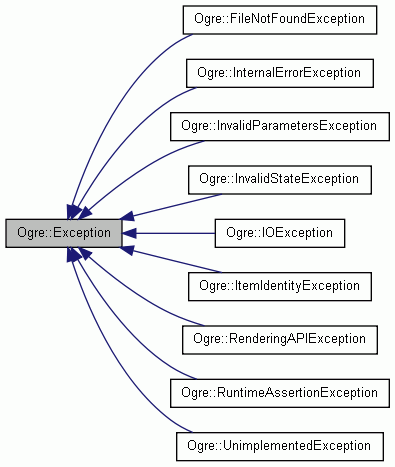 Ogre::FileNotFoundException
Ogre::InternalErrorException
Ogre::InvalidParametersException
Ogre::InvalidStateException
Ogre::Exception
Ogre::IOException
Ogre::ItemIdentityException
Ogre::RenderingAPIException
Ogre::RuntimeAssertionException
Ogre::UnimplementedException